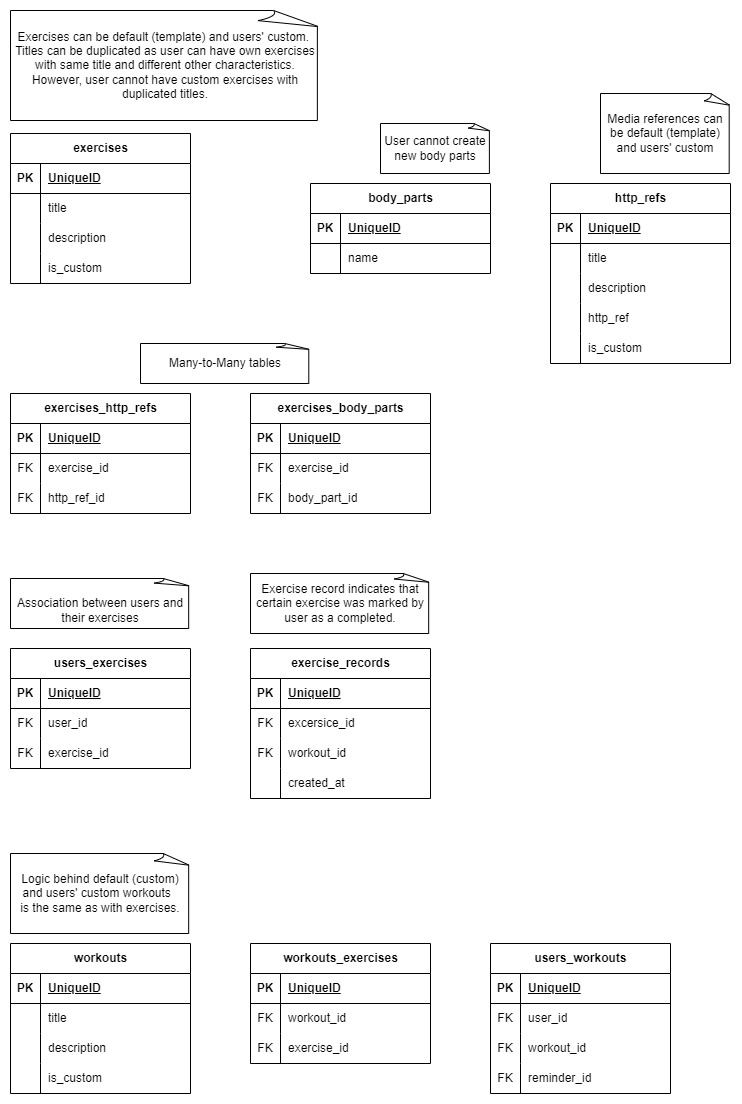 Exercises can be default (template) and users' custom.
Titles can be duplicated as user can have own exercises
with same title and different other characteristics.
However, user cannot have custom exercises with
duplicated titles.
exercises
PK UniqueID
title
description
is_custom
User cannot create
new body parts
body_parts
PK UniqueID
name
Media references can
be default (template)
and users' custom
http_refs
PK UniqueID
title
description
http_ref
is_custom
Many-to-Many tables
exercises_http_refs
PK UniqueID
FK exercise_id
FK http_ref_id
exercises_body_parts
PK UniqueID
FK exercise_id
FK body_part_id
Association between users and
their exercises
users_exercises
PK UniqueID
FK user_id
FK exercise_id
Exercise record indicates that
certain exercise was marked by
user as a completed.
exercise_records
PK UniqueID
FK excersice_id
FK workout_id
created_at
Logic behind default (custom)
and users' custom workouts
is the same as with exercises.
workouts
PK UniqueID
title
description
is_custom
workouts_exercises
PK UniqueID
FK workout_id
FK exercise_id
users_workouts
PK UniqueID
FK user_id
FK workout_id
FK reminder_id